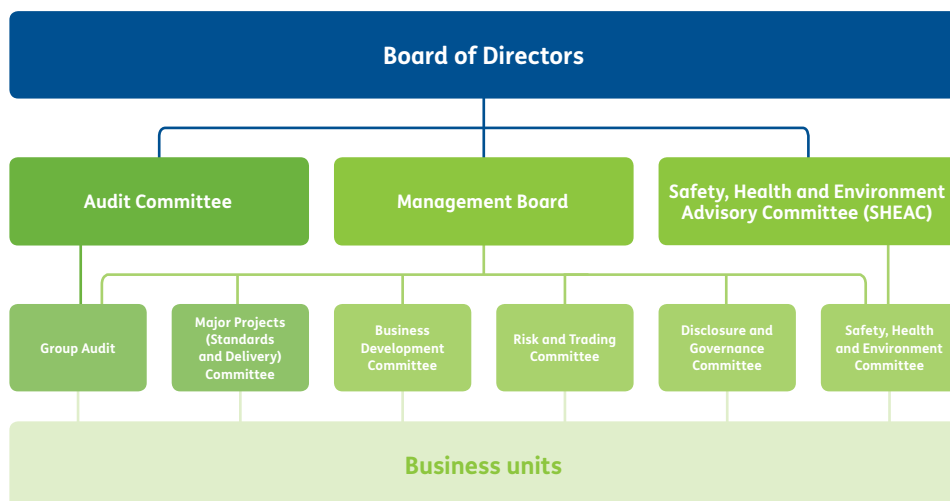 Board of Directors
Audit Committee
Management Board
Safety, Health and Environment
Advisory Committee (SHEAC)
Group Audit
Major Projects
(Standards
and Delivery)
Committee
Business
Development
Committee
Risk and Trading
Committee
Disclosure and
Governance
Committee
Safety, Health
and Environment
Committee
Business units